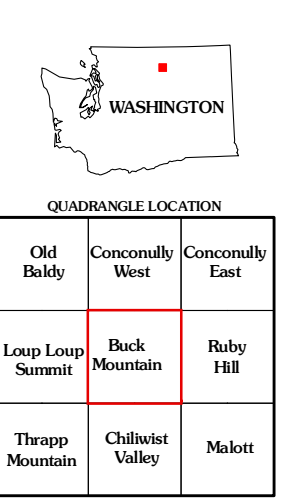 WASHINGTON
QUADRANGLE LOCATION
Old
Baldy
Conconully
West
Conconully
East
Loup Loup
Summit
Buck
Mountain
Ruby
Hill
Thrapp
Mountain
Chiliwist
Valley
Malott